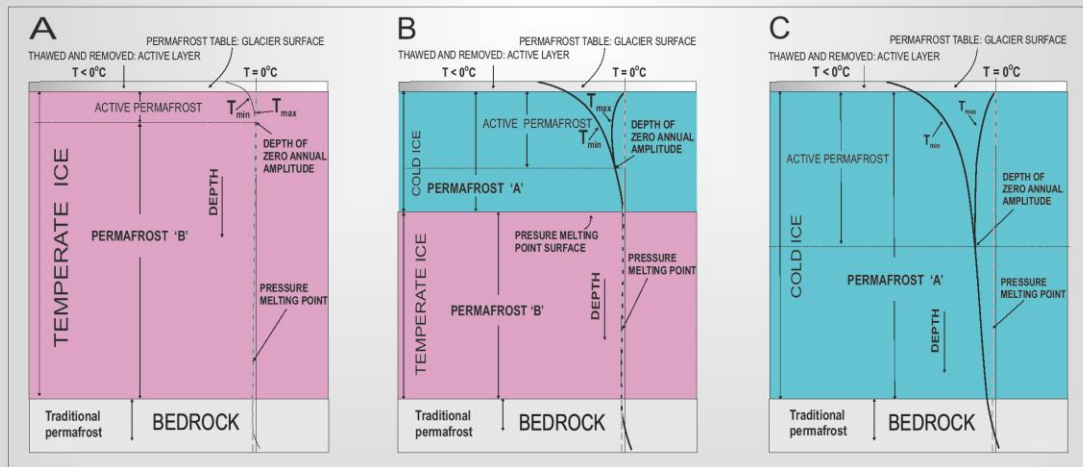 A
PERMAFROST TABLE: GLACIER SURFACE
THAWED AND REMOVED: ACTIVE LAYER
T < 0°C
T = 0°C
ACTIVE PERMAFROST
Tmin
Tmax
DEPTH OF
ZERO ANNUAL
AMPLITUDE
TEMPERATE ICE
DEPTH
PERMAFROST 'B'
PRESSURE
MELTING POINT
Traditional
permafrost
BEDROCK
B
PERMAFROST TABLE: GLACIER SURFACE
THAWED AND REMOVED: ACTIVE LAYER
T < 0°C
T = 0°C
Tmax
ACTIVE PERMAFROST
Tmin
DEPTH OF
ZERO ANNUAL
AMPLITUDE
COLD ICE
PERMAFROST 'A'
PRESURE MELTING
POINT SURFACE
PRESSURE
MELTING POINT
TEMPERATE ICE
PERMAFROST 'B'
DEPTH
Traditional
permafrost
BEDROCK
C
PERMAFROST TABLE: GLACIER SURFACE
THAWED AND REMOVED: ACTIVE LAYER
T < 0°C
T = 0°C
Tmax
Tmin
ACTIVE PERMAFROST
DEPTH OF
ZERO ANNUAL
AMPLITUDE
COLD ICE
PERMAFROST 'A'
PRESSURE
MELTING POINT
DEPTH
Traditional
permafrost
BEDROCK